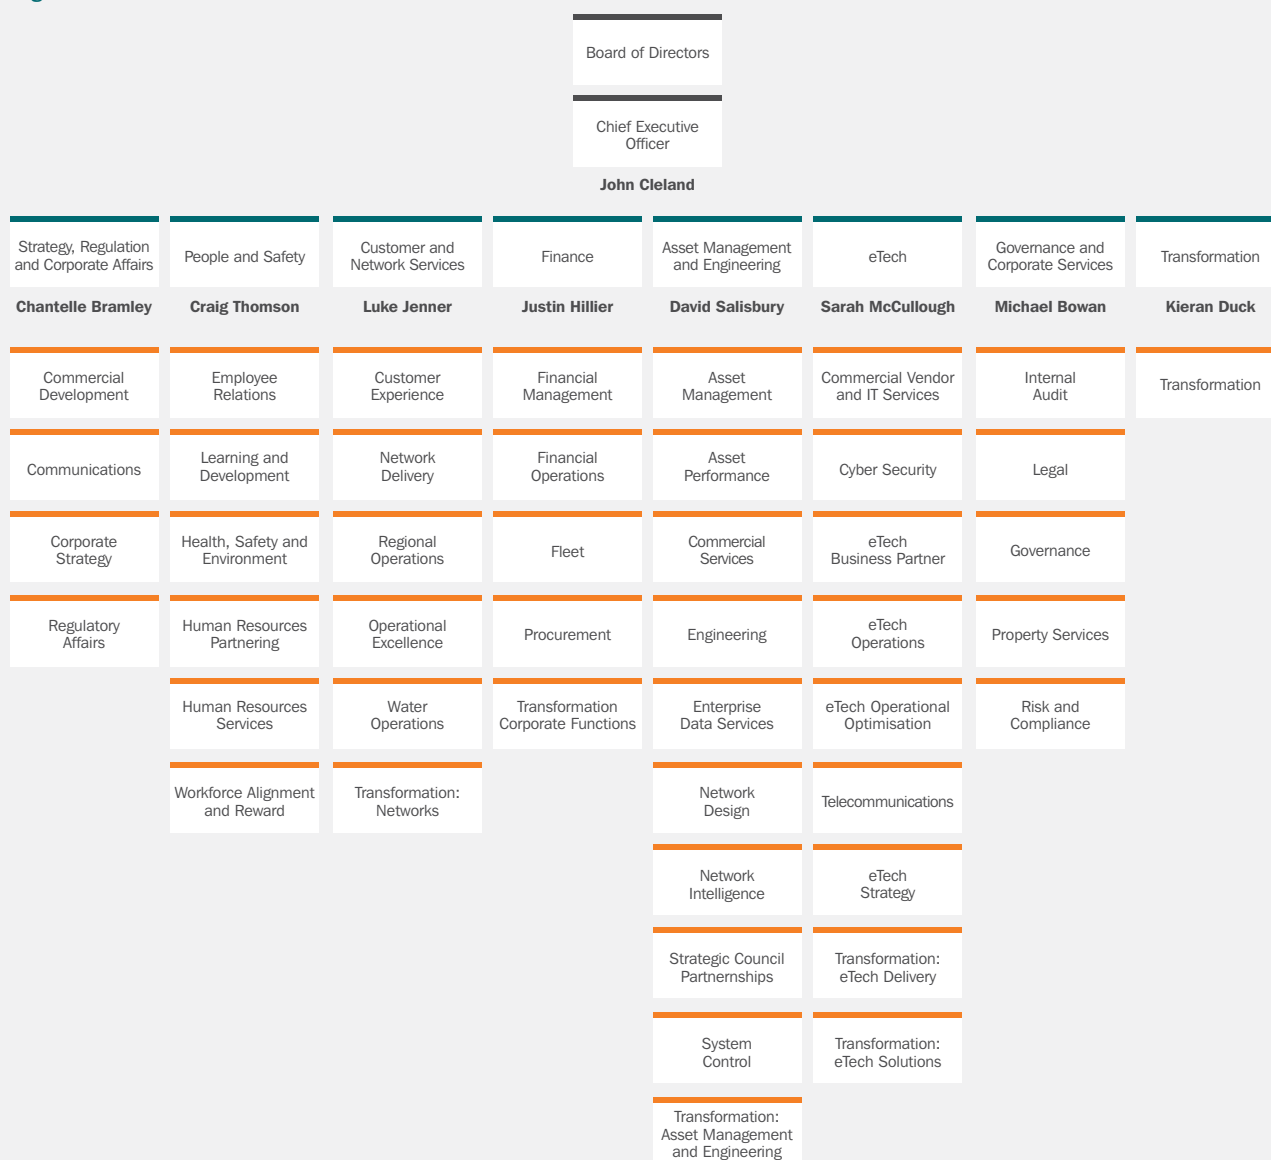 Board of Directors
Chief Executive
Officer
John Cleland
Strategy, Regulation
and Corporate Affairs
Chantelle Bramley
Commercial
Development
Communications
Corporate
Strategy
Regulatory
Affairs
People and Safety
Craig Thomson
Employee
Relations
Learning and
Development
Health, Safety and
Environment
Human Resources
Partnering
Human Resources
Services
Workforce Alignment
and Reward
Customer and
Network Services
Luke Jenner
Customer
Experience
Network
Delivery
Regional
Operations
Operational
Excellence
Water
Operations
Transformation:
Networks
Finance
Justin Hillier
Financial
Management
Financial
Operations
Fleet
Procurement
Transformation
Corporate Functions
Asset Management
and Engineering
David Salisbury
Asset
Management
Asset
Performance
Commercial
Services
Engineering
Enterprise
Data Services
Network
Design
Network
Intelligence
Strategic Council
Partnernships
System
Control
Transformation:
Asset Management
and Engineering
eTech
Sarah McCullough
Commercial Vendor
and IT Services
Cyber Security
eTech
Business Partner
eTech
Operations
eTech Operational
Optimisation
Telecommunications
eTech
Strategy
Transformation:
eTech Delivery
Transformation:
eTech Solutions
Governance and
Corporate Services
Michael Bowan
Internal
Audit
Legal
Governance
Property Services
Risk and
Compliance
Transformation
Kieran Duck
Transformation